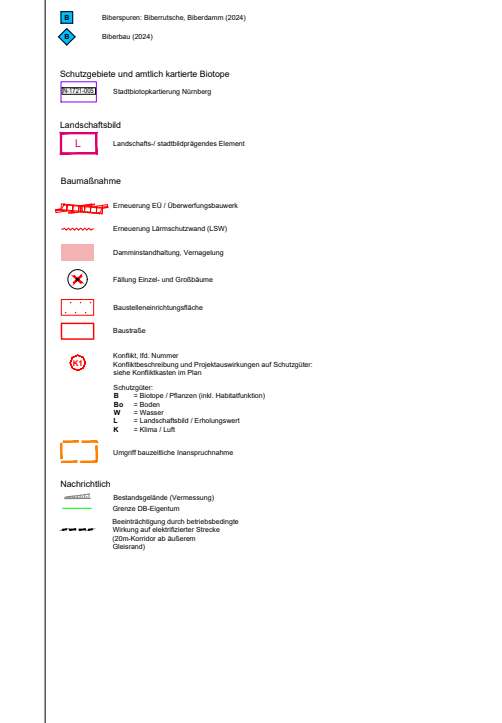 B Biberspuren: Biberrutsche, Biberdamm (2024)
B Biberbau (2024)
Schutzgebiete und amtlich kartierte Biotope
N-1721-005 Stadtbiotopkartierung Nürnberg
Landschaftsbild
L Landschafts-/ stadtbildprägendes Element
Baumaßnahme
Erneuerung EÜ / Überwerfungsbauwerk
Erneuerung Lärmschutzwand (LSW)
Damminstandhaltung, Vernagelung
Fällung Einzel- und Großbäume
Baustelleneinrichtungsfläche
Baustraße
K1 Konflikt, lfd. Nummer
Konfliktbeschreibung und Projektauswirkungen auf Schutzgüter:
siehe Konfliktkasten im Plan
Schutzgüter:
B = Biotope / Pflanzen (inkl. Habitatfunktion)
Bo = Boden
W = Wasser
L = Landschaftsbild / Erholungswert
K = Klima / Luft
Umgriff bauzeitliche Inanspruchnahme
Nachrichtlich
Bestandsgelände (Vermessung)
Grenze DB-Eigentum
Beeinträchtigung durch betriebsbedingte
Wirkung auf elektrifizierter Strecke
(20m-Korridor ab äußerem
Gleisrand)